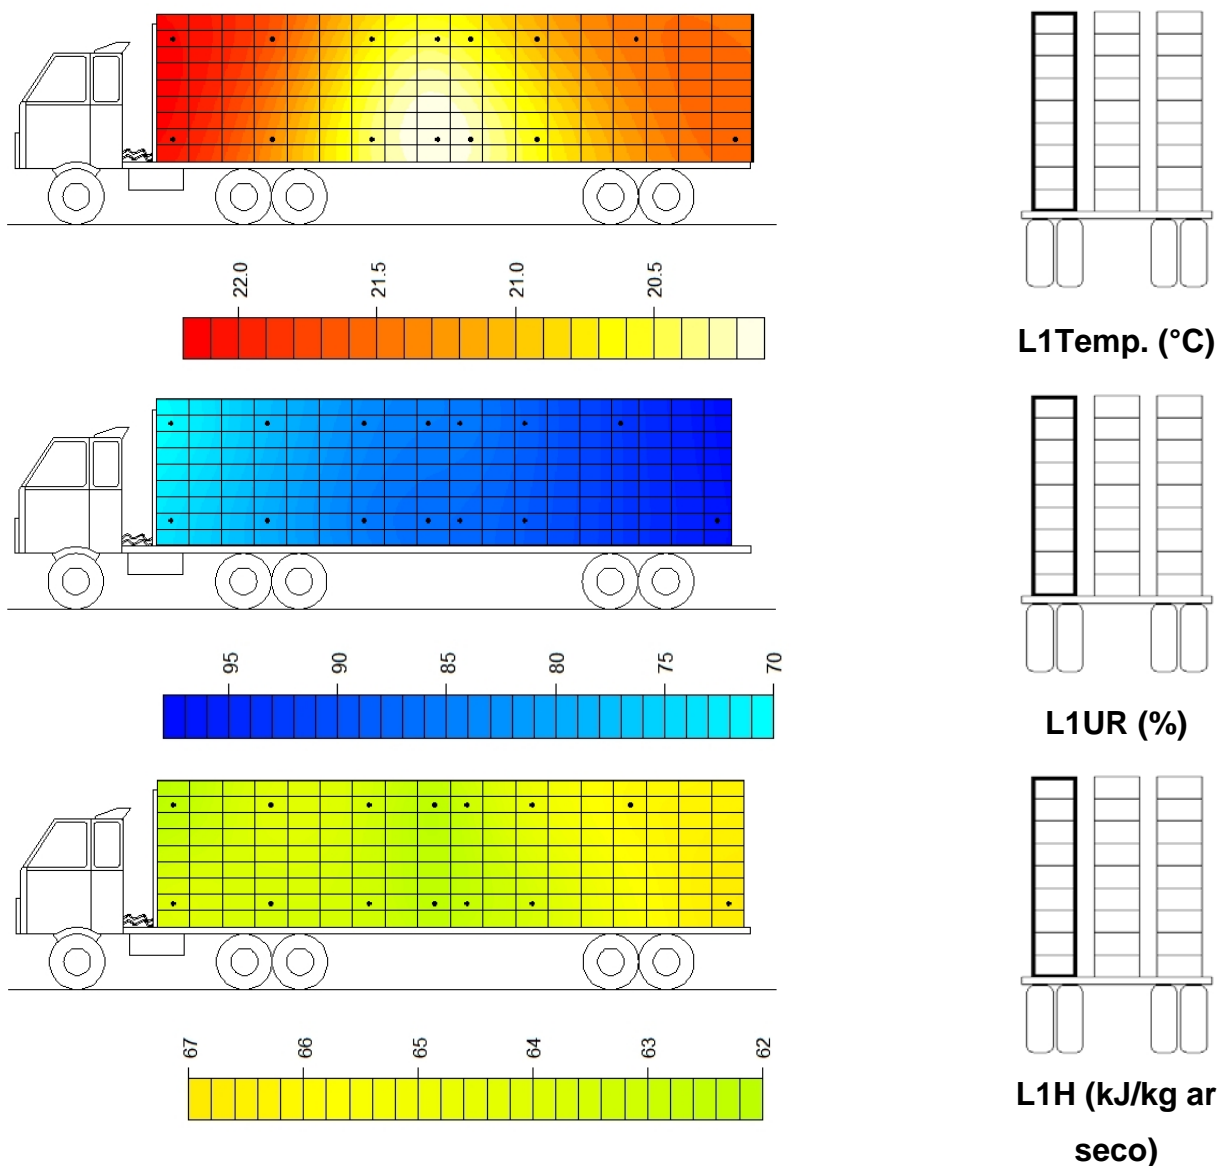 22.0 21.5 21.0 20.5
L1Temp. (°C)
95 90 85 80 75 70
L1UR (%)
67 66 65 64 63 62
L1H (kJ/kg ar
seco)